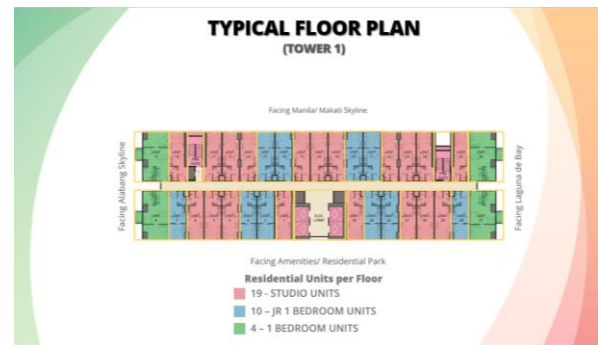 TYPICAL FLOOR PLAN
(TOWER 1)
Facing Manila/ Makati Skyline
Facing Alabang Skyline
Facing Laguna de Bay
Facing Amenities/ Residential Park
Residential Units per Floor
19 - STUDIO UNITS
10 – JR 1 BEDROOM UNITS
4 – 1 BEDROOM UNITS